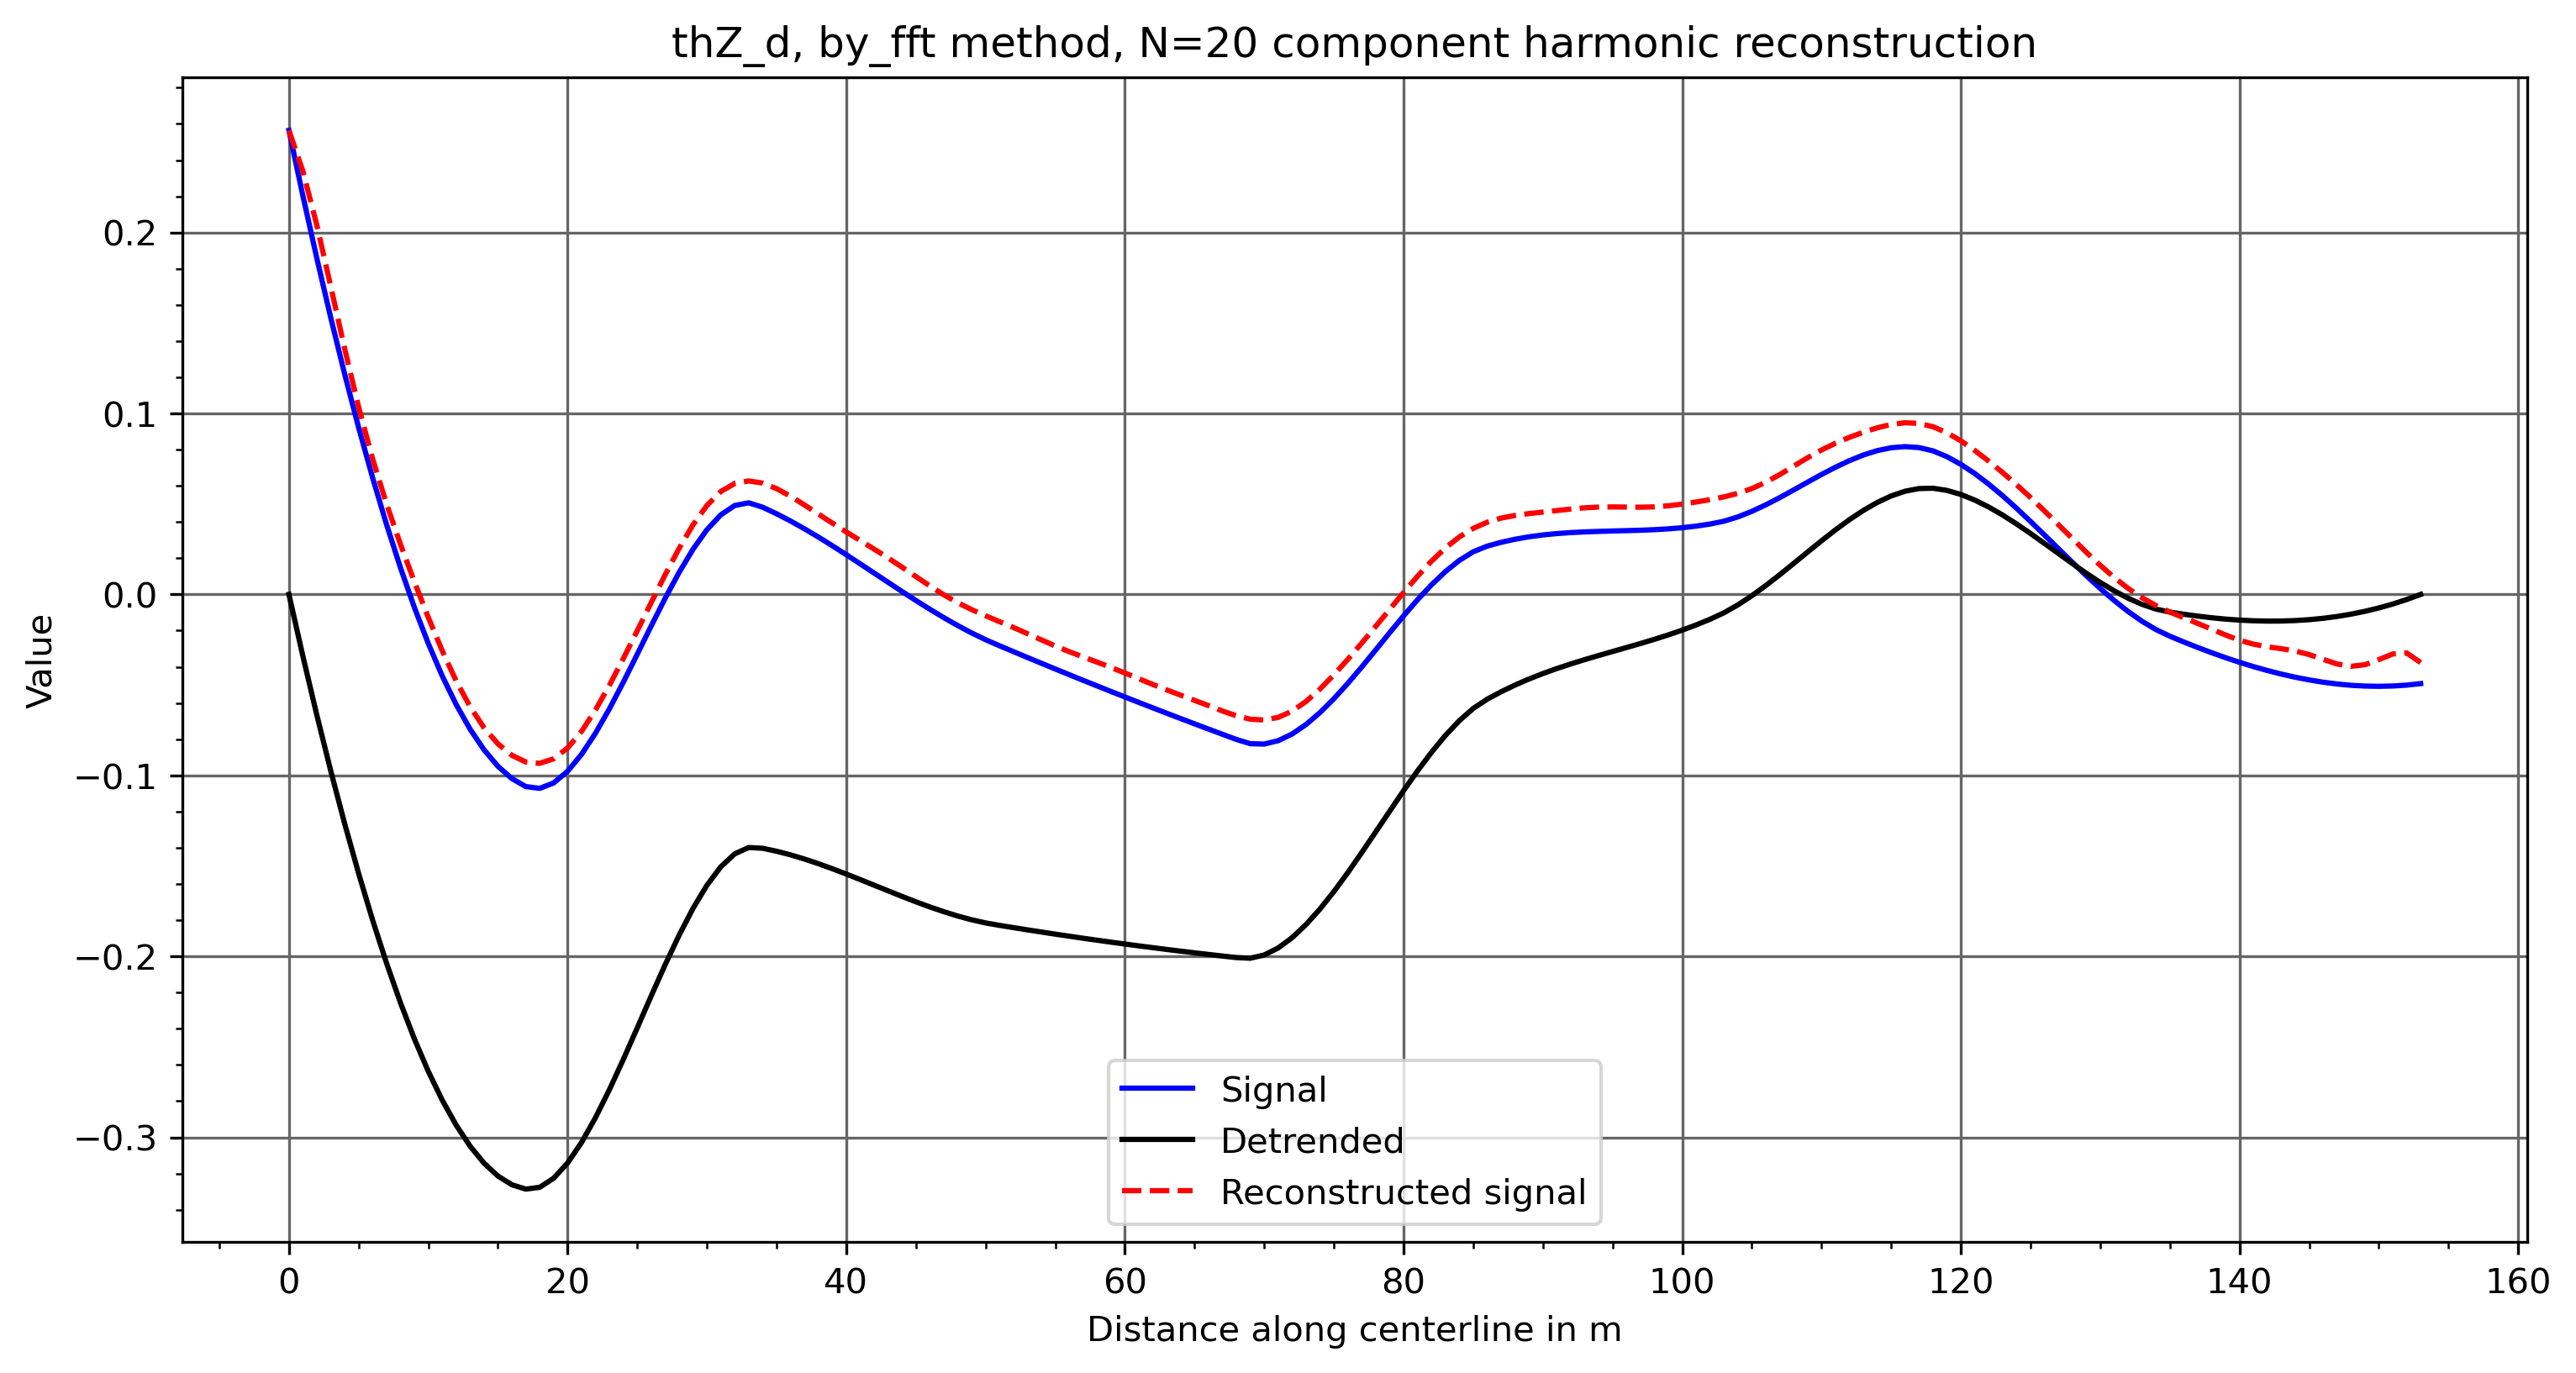 thZ_d, by_fft method, N=20 component harmonic reconstruction
Value
0.2
0.1
0.0
−0.1
−0.2
−0.3
Signal
Detrended
Reconstructed signal
0 20 40 60 80 100 120 140 160
Distance along centerline in m